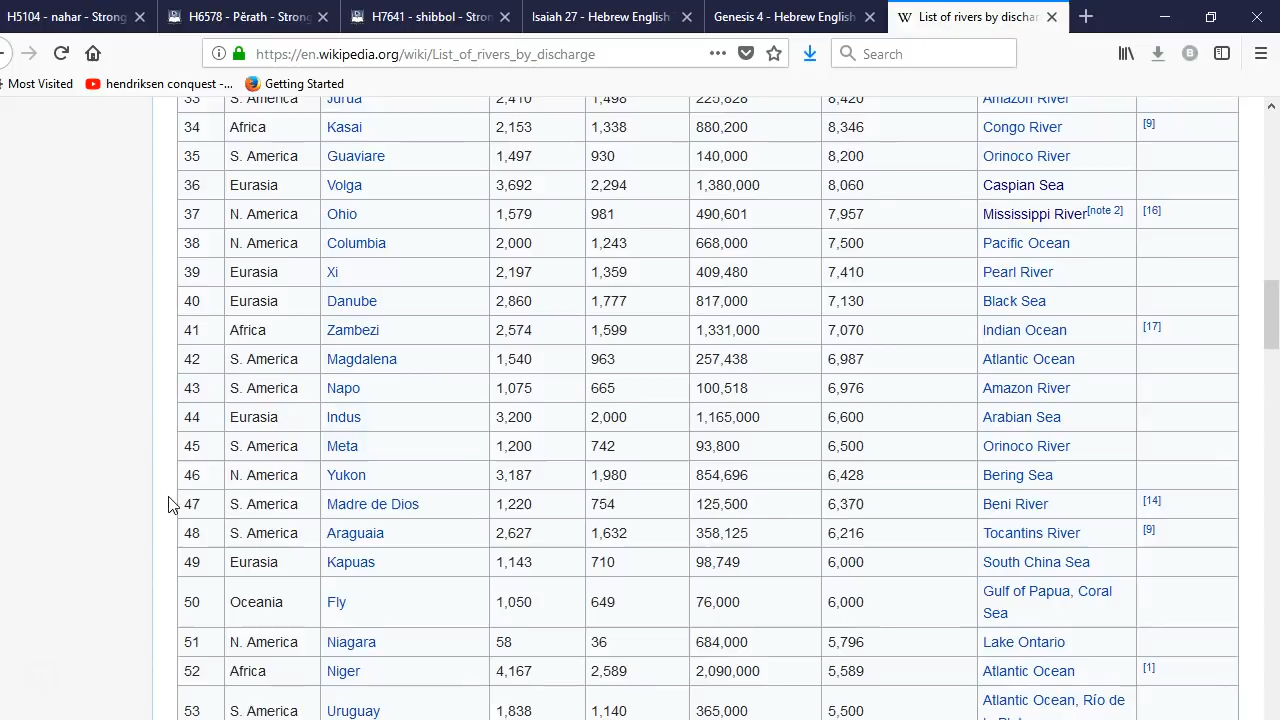 H5104 - nahar - Strong
H6578 - Pĕrath - Strong
H7641 - shibbol - Stron
Isaiah 27 - Hebrew English
Genesis 4 - Hebrew English
W List of rivers by dischar
https://en.wikipedia.org/wiki/List_of_rivers_by_discharge
Search
Most Visited
hendriksen conquest -...
Getting Started
33 S. America Juruá 2,410 1,498 225,828 8,420 Amazon River
34 Africa Kasai 2,153 1,338 880,200 8,346 Congo River [9]
35 S. America Guaviare 1,497 930 140,000 8,200 Orinoco River
36 Eurasia Volga 3,692 2,294 1,380,000 8,060 Caspian Sea
37 N. America Ohio 1,579 981 490,601 7,957 Mississippi River[note 2] [16]
38 N. America Columbia 2,000 1,243 668,000 7,500 Pacific Ocean
39 Eurasia Xi 2,197 1,359 409,480 7,410 Pearl River
40 Eurasia Danube 2,860 1,777 817,000 7,130 Black Sea
41 Africa Zambezi 2,574 1,599 1,331,000 7,070 Indian Ocean [17]
42 S. America Magdalena 1,540 963 257,438 6,987 Atlantic Ocean
43 S. America Napo 1,075 665 100,518 6,976 Amazon River
44 Eurasia Indus 3,200 2,000 1,165,000 6,600 Arabian Sea
45 S. America Meta 1,200 742 93,800 6,500 Orinoco River
46 N. America Yukon 3,187 1,980 854,696 6,428 Bering Sea
47 S. America Madre de Dios 1,220 754 125,500 6,370 Beni River [14]
48 S. America Araguaia 2,627 1,632 358,125 6,216 Tocantins River [9]
49 Eurasia Kapuas 1,143 710 98,749 6,000 South China Sea
50 Oceania Fly 1,050 649 76,000 6,000 Gulf of Papua, Coral
Sea
51 N. America Niagara 58 36 684,000 5,796 Lake Ontario
52 Africa Niger 4,167 2,589 2,090,000 5,589 Atlantic Ocean [1]
53 S. America Uruguay 1,838 1,140 365,000 5,500 Atlantic Ocean, Río de